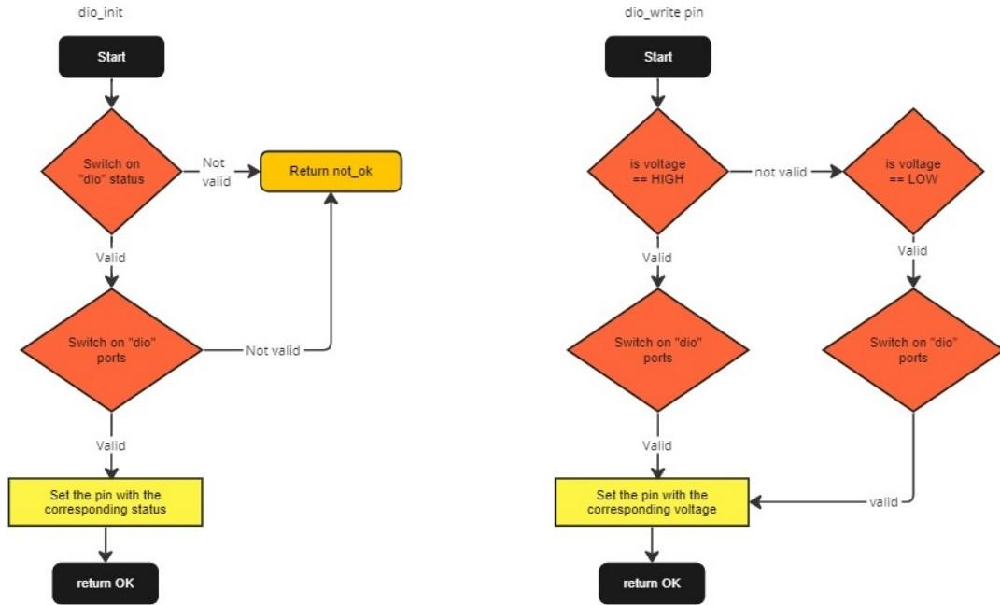 dio_init
Start
Switch on
"dio" status
Not
valid
Return not_ok
Valid
Switch on "dio"
ports
Not valid
Valid
Set the pin with the
corresponding status
return OK
dio_write pin
Start
is voltage
== HIGH
not valid
is voltage
== LOW
Valid
Valid
Switch on "dio"
ports
Switch on "dio"
ports
Valid
Set the pin with the
corresponding voltage
valid
return OK